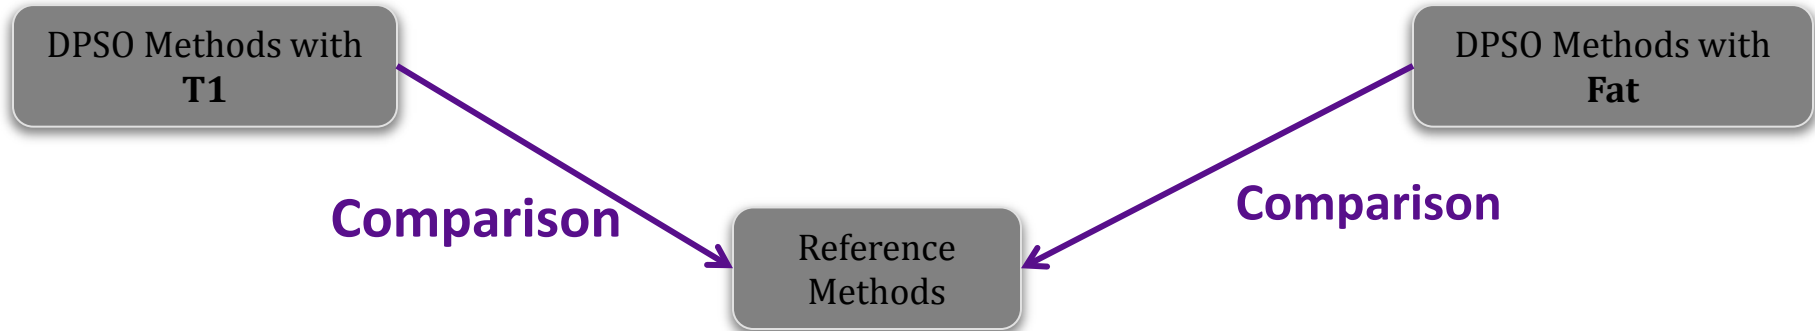 DPSO Methods with
T1
DPSO Methods with
Fat
Comparison
Comparison
Reference
Methods